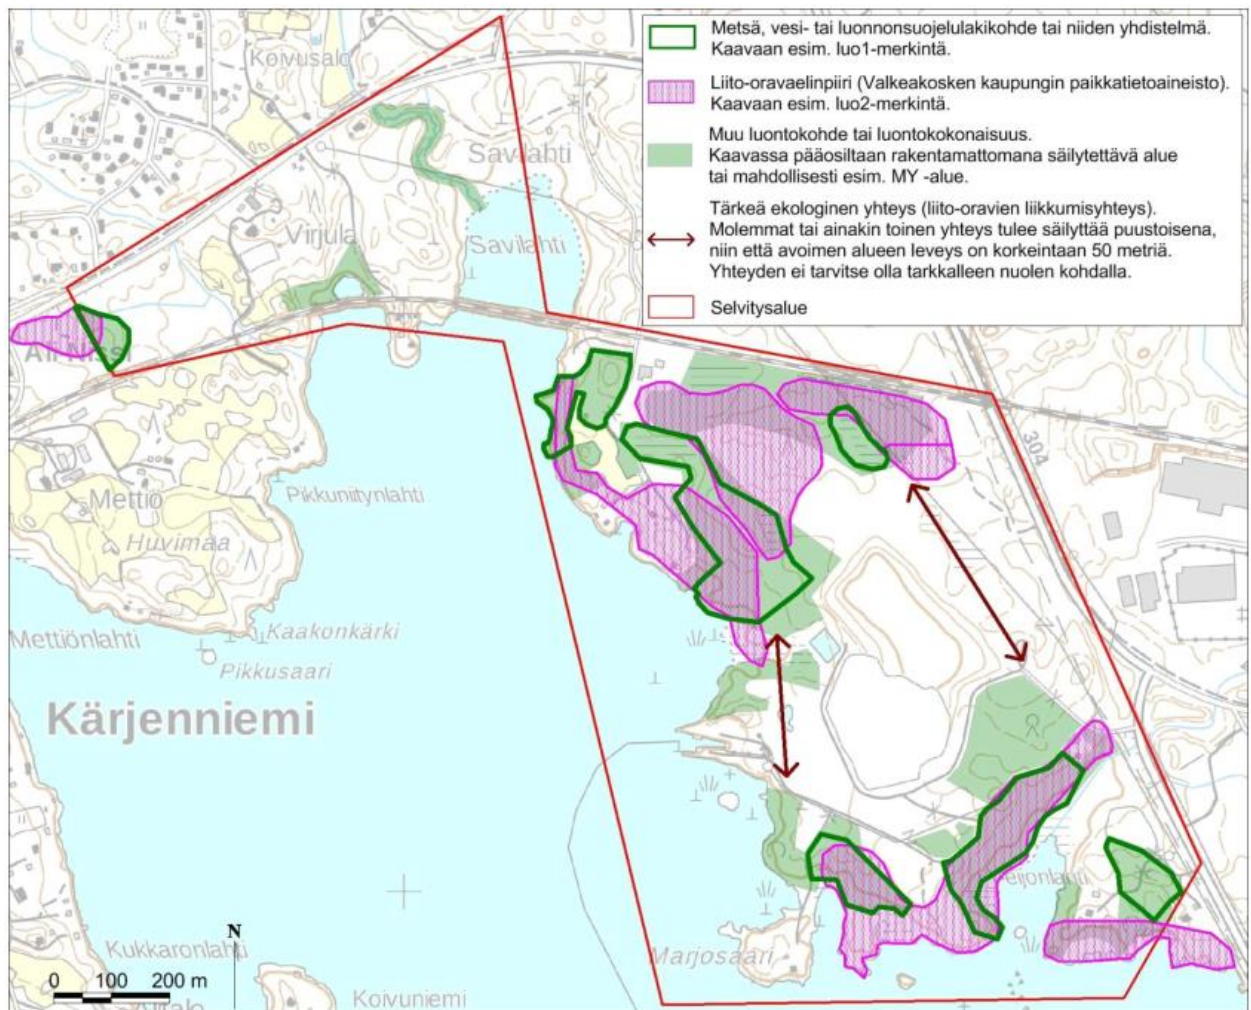 Metsä, vesi- tai luonnonsuojelulakikohde tai niiden yhdistelmä.
Kaavaan esim. luo1-merkintä.
Liito-oravaelinpiiri (Valkeakosken kaupungin paikkatietoaineisto).
Kaavaan esim. luo2-merkintä.
Muu luontokohde tai luontokokonaisuus.
Kaavassa pääosiltaan rakentamattomana säilytettävä alue
tai mahdollisesti esim. MY -alue.
Tärkeä ekologinen yhteys (liito-oravien liikkumisyhteys).
Molemmat tai ainakin toinen yhteys tulee säilyttää puustoisena,
niin että avoimen alueen leveys on korkeintaan 50 metriä.
Yhteyden ei tarvitse olla tarkkalleen nuolen kohdalla.
Selvitysalue
Koivusalo
Savilahti
Virjula
Savilahti
304
Mettiö
Pikkuniitynlahti
Huvimaa
Mettiönlahti
Kaakonkärki
Pikkusaari
Kärjenniemi
eijonlahti
Marjosaari
Kukkaronlahti
N
0 100 200 m
Koivuniemi